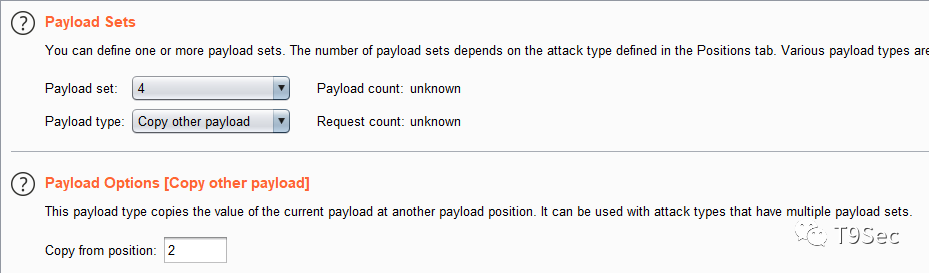 Payload Sets
You can define one or more payload sets. The number of payload sets depends on the attack type defined in the Positions tab. Various payload types are
Payload set: 4 Payload count: unknown
Payload type: Copy other payload Request count: unknown
Payload Options [Copy other payload]
This payload type copies the value of the current payload at another payload position. It can be used with attack types that have multiple payload sets.
Copy from position: 2
T9Sec